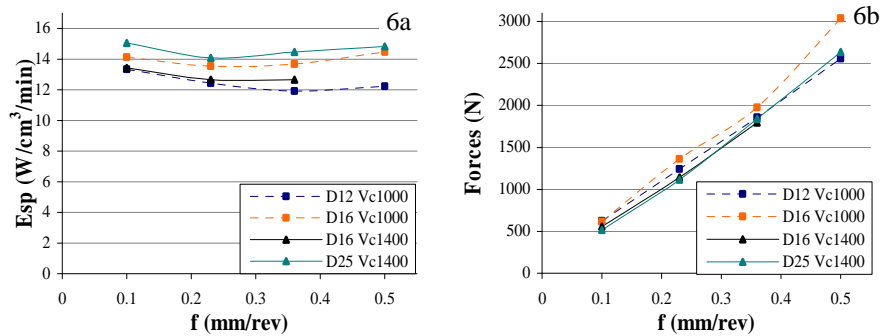 6a
16
14
12
10
8
6
4
2
0
Esp (W/cm³/min)
D12 Vc1000
D16 Vc1000
D16 Vc1400
D25 Vc1400
0 0.1 0.2 0.3 0.4 0.5
f (mm/rev)
6b
3000
2500
2000
1500
1000
500
0
Forces (N)
D12 Vc1000
D16 Vc1000
D16 Vc1400
D25 Vc1400
0 0.1 0.2 0.3 0.4 0.5
f (mm/rev)